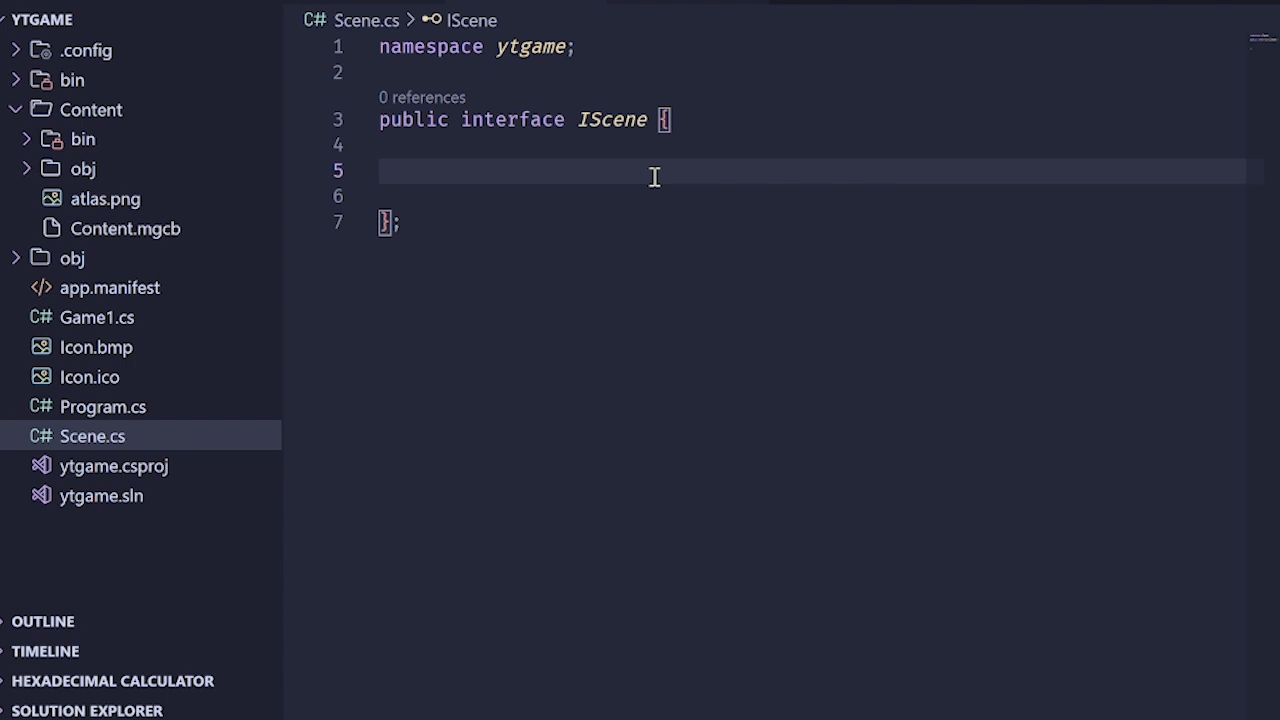 YTGAME
.config
bin
Content
bin
obj
atlas.png
Content.mgcb
obj
app.manifest
Game1.cs
Icon.bmp
Icon.ico
Program.cs
Scene.cs
ytgame.csproj
ytgame.sln
OUTLINE
TIMELINE
HEXADECIMAL CALCULATOR
SOLUTION EXPLORER
C# Scene.cs > IScene
1 namespace ytgame;
2
0 references
3 public interface IScene {
4
5
6
7 };